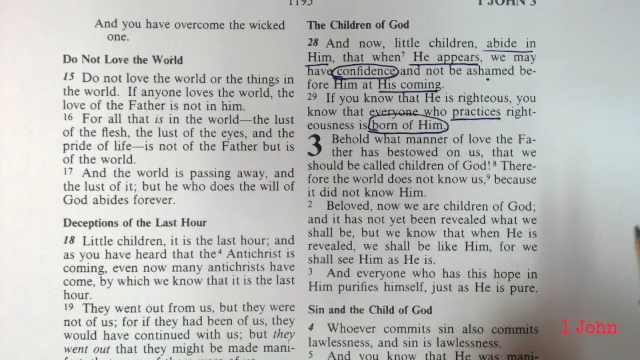 1195
1 JOHN 3
And you have overcome the wicked
one.
Do Not Love the World
15 Do not love the world or the things in
the world. If anyone loves the world, the
love of the Father is not in him.
16 For all that is in the world—the lust
of the flesh, the lust of the eyes, and the
pride of life—is not of the Father but is
of the world.
17 And the world is passing away, and
the lust of it; but he who does the will of
God abides forever.
Deceptions of the Last Hour
18 Little children, it is the last hour; and
as you have heard that the4 Antichrist is
coming, even now many antichrists have
come, by which we know that it is the last
hour.
19 They went out from us, but they were
not of us; for if they had been of us, they
would have continued with us; but they
went out that they might be made mani-
The Children of God
28 And now, little children, abide in
Him, that when7 He appears, we may
have confidence and not be ashamed be-
fore Him at His coming.
29 If you know that He is righteous, you
know that everyone who practices right-
eousness is born of Him.
3 Behold what manner of love the Fa-
ther has bestowed on us, that we
should be called children of God!8 There-
fore the world does not know us,9 because
it did not know Him.
2 Beloved, now we are children of God;
and it has not yet been revealed what we
shall be, but we know that when He is
revealed, we shall be like Him, for we
shall see Him as He is.
3 And everyone who has this hope in
Him purifies himself, just as He is pure.
Sin and the Child of God
4 Whoever commits sin also commits
lawlessness, and sin is lawlessness.
5 And you know that He was mani-
1 John